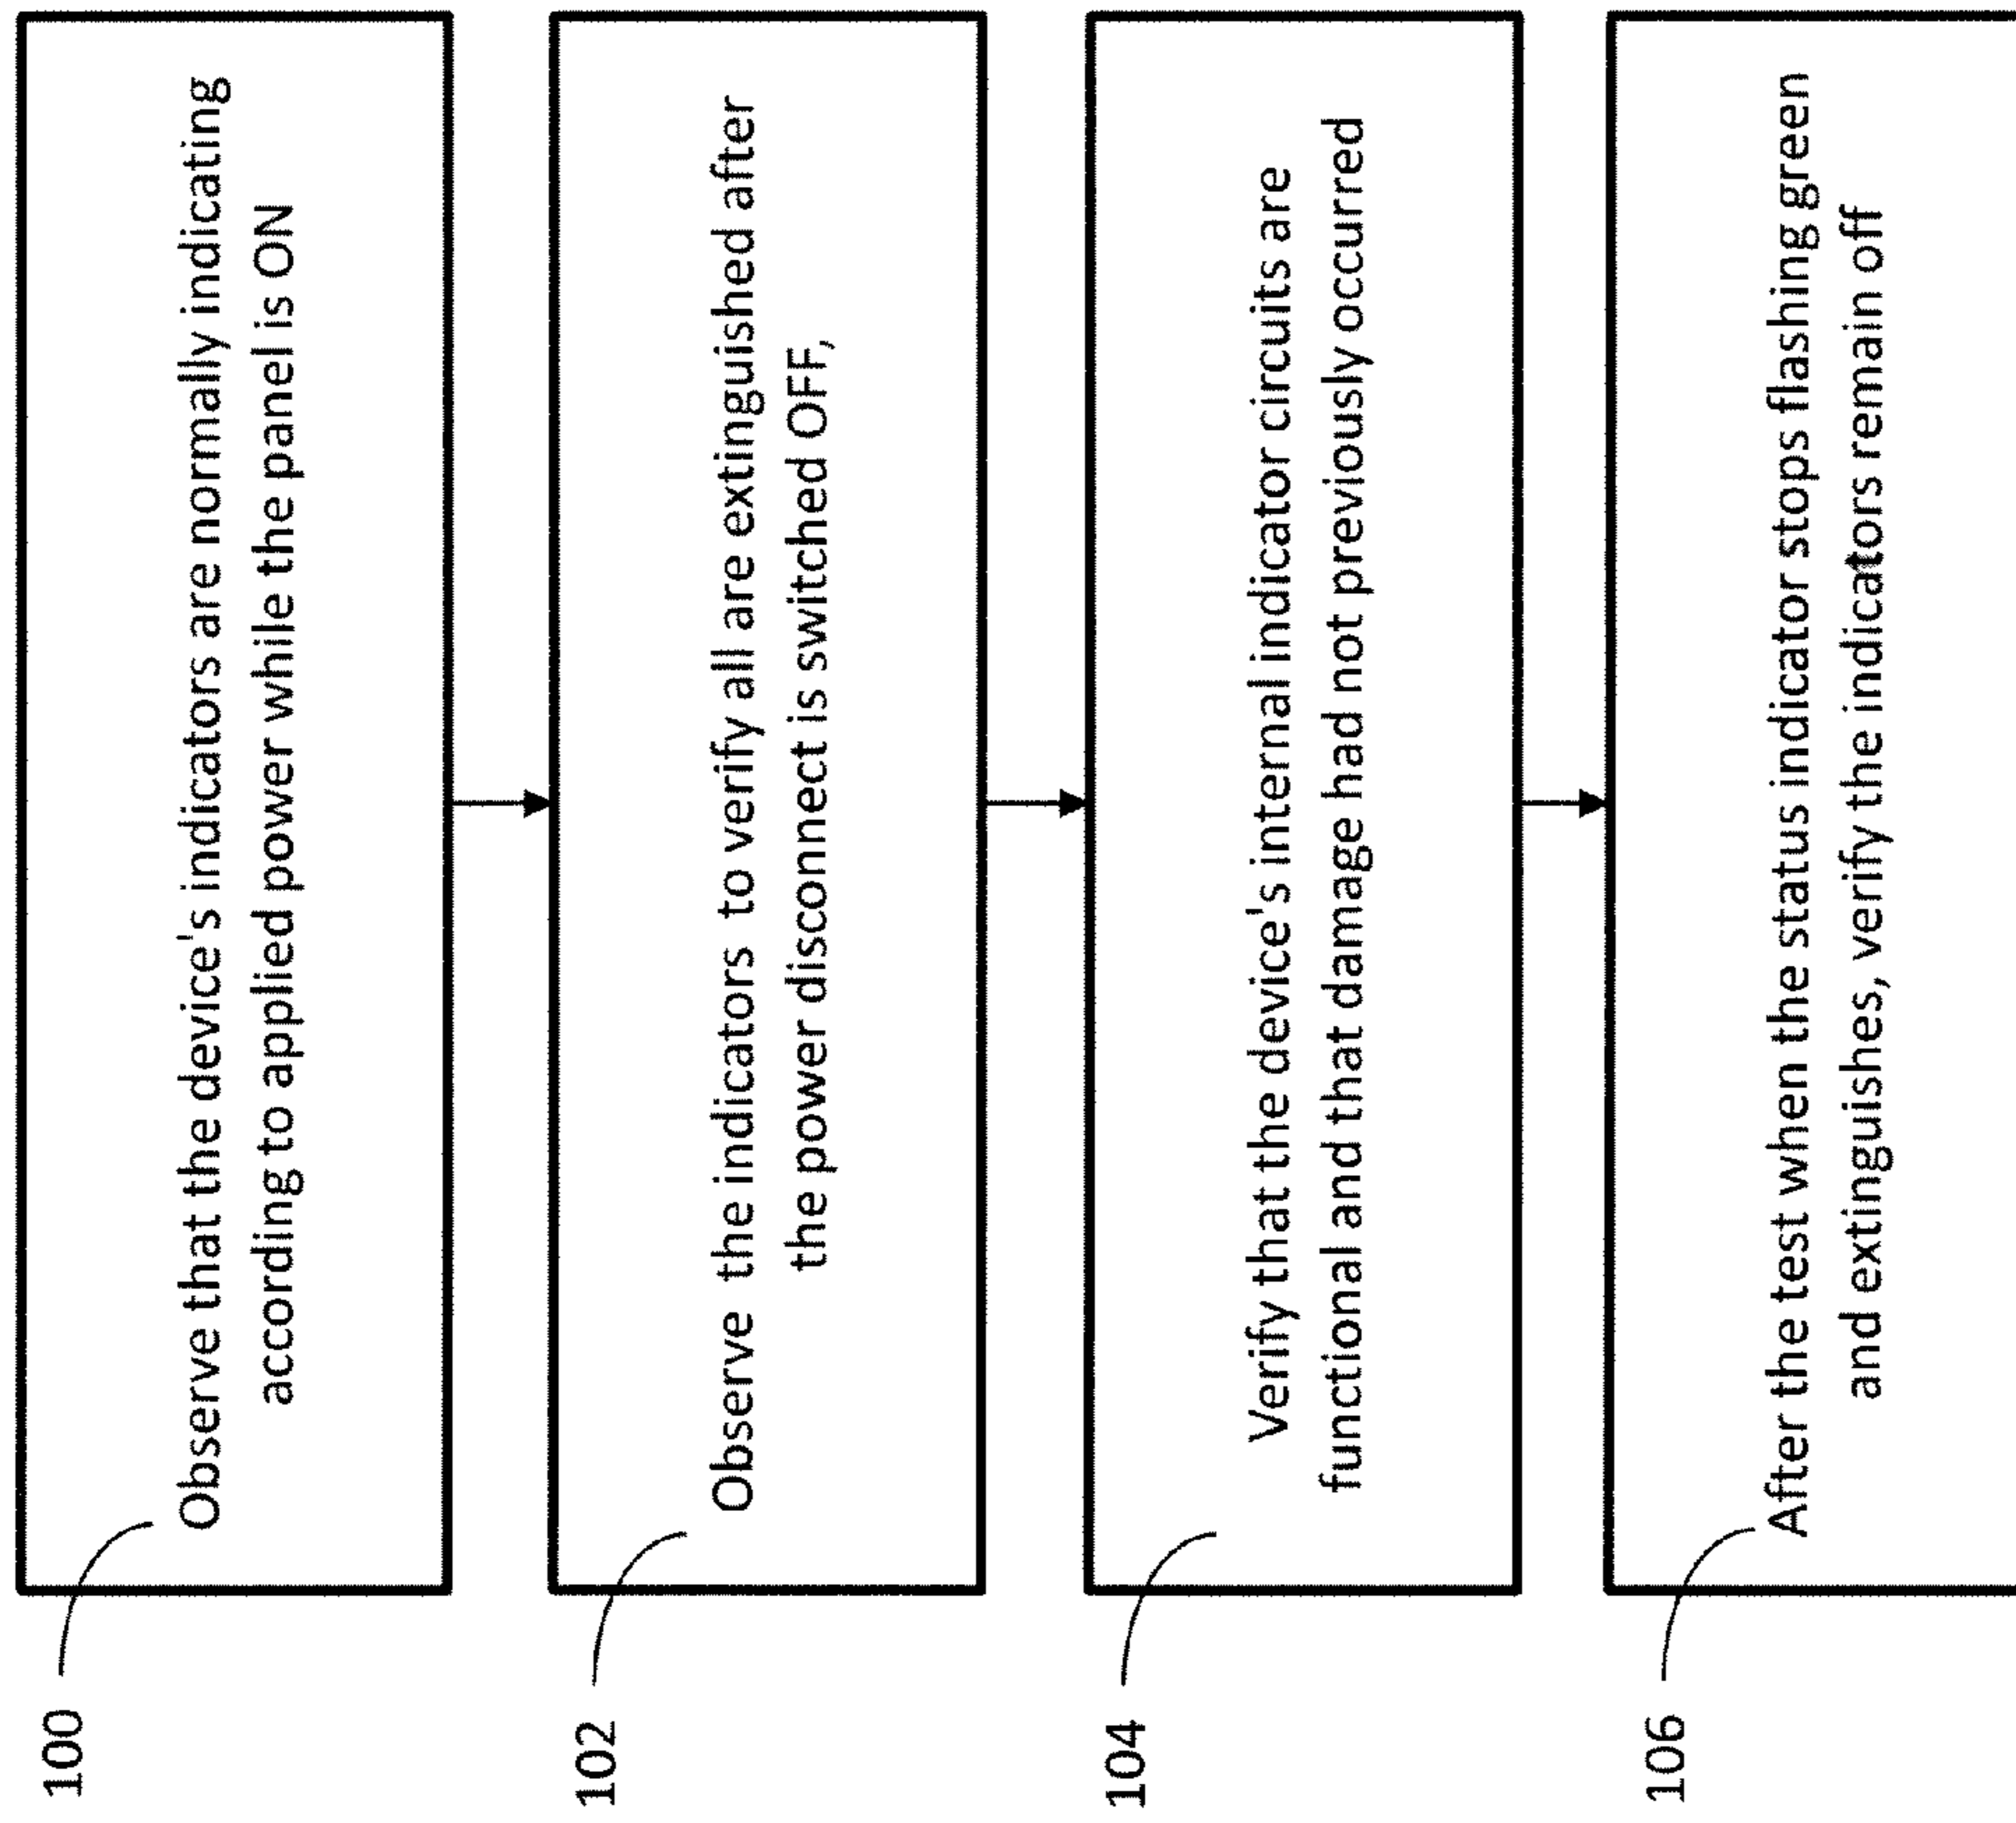 100
Observe that the device's indicators are normally indicating
according to applied power while the panel is ON
102
Observe the indicators to verify all are extinguished after
the power disconnect is switched OFF,
104
Verify that the device's internal indicator circuits are
functional and that damage had not previously occurred
106
After the test when the status indicator stops flashing green
and extinguishes, verify the indicators remain off